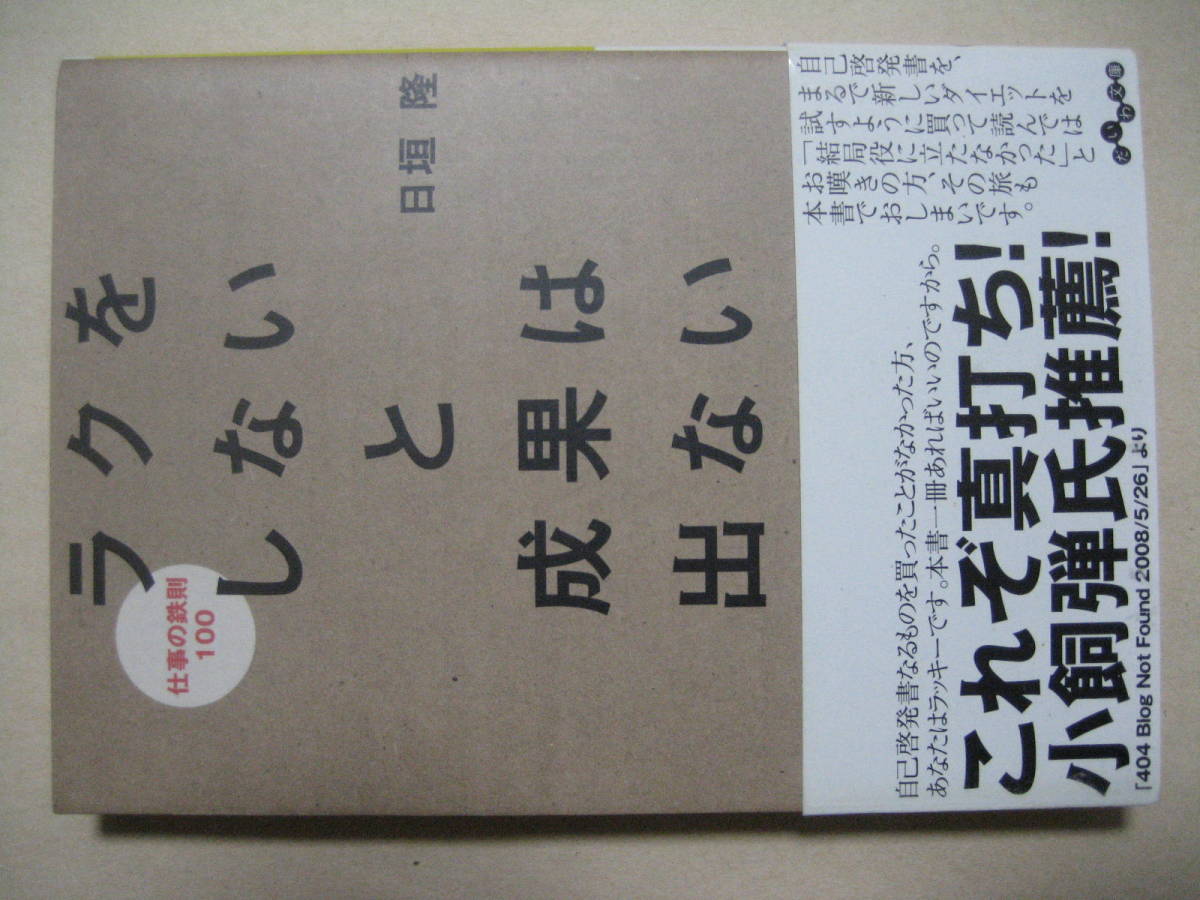 ラクを
しない
と
成果は
出ない
日垣 隆
仕事の鉄則
100
自己啓発書を、
まるで新しいダイエットを
試すように買って読んでは
「結局役に立たなかった」と
お嘆きの方、その旅も
本書でおしまいです。
だいわ文庫
自己啓発書なるものを買ったことがなかった方、
あなたはラッキーです。本書一冊あればいいのですから。
これぞ真打ち!
小飼弾氏推薦!
「404 Blog Not Found 2008/5/26」より